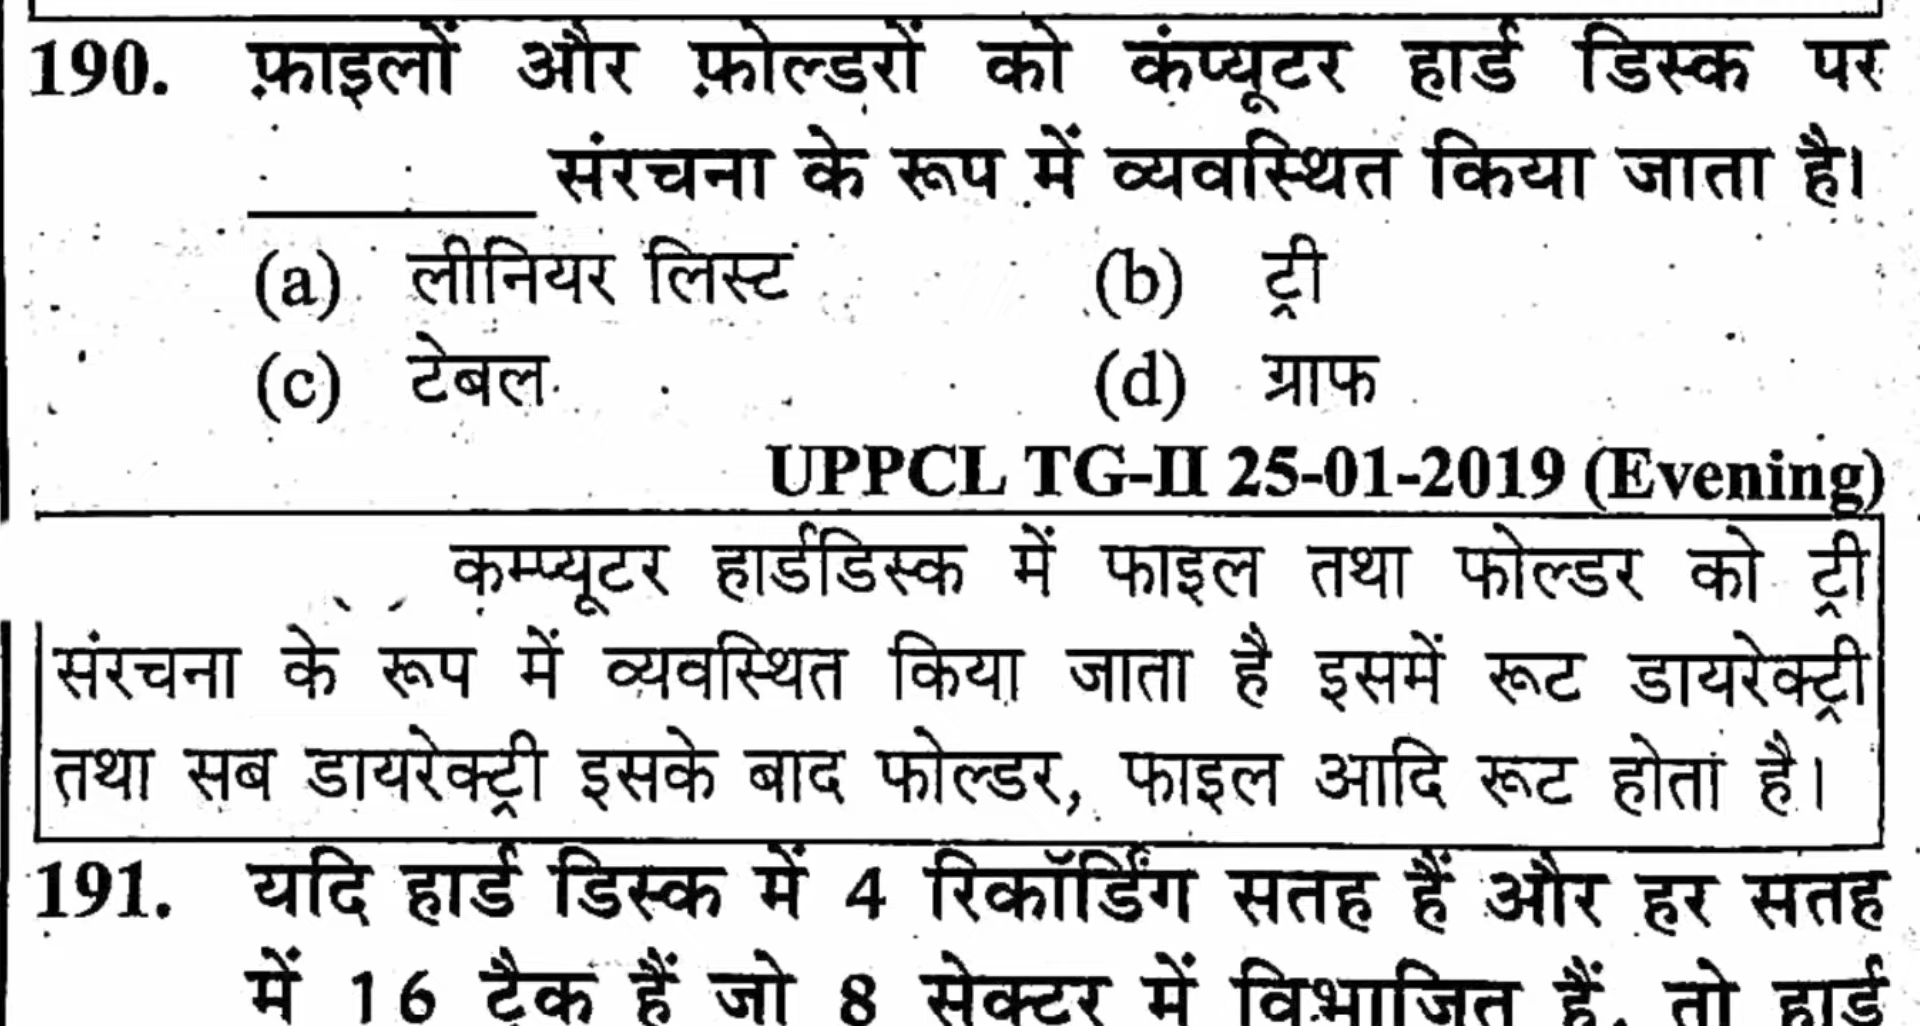 190. फ़ाइलों और फ़ोल्डरों को कंप्यूटर हार्ड डिस्क पर
________ संरचना के रूप में व्यवस्थित किया जाता है।
(a) लीनियर लिस्ट (b) ट्री
(c) टेबल (d) ग्राफ
UPPCL TG-II 25-01-2019 (Evening)
कम्प्यूटर हार्डडिस्क में फाइल तथा फोल्डर को ट्री
संरचना के रूप में व्यवस्थित किया जाता है इसमें रूट डायरेक्ट्री
तथा सब डायरेक्ट्री इसके बाद फोल्डर, फाइल आदि रूट होता है।
191. यदि हार्ड डिस्क में 4 रिकॉर्डिंग सतह हैं और हर सतह
में 16 ट्रैक हैं जो 8 सेक्टर में विभाजित हैं, तो हार्ड